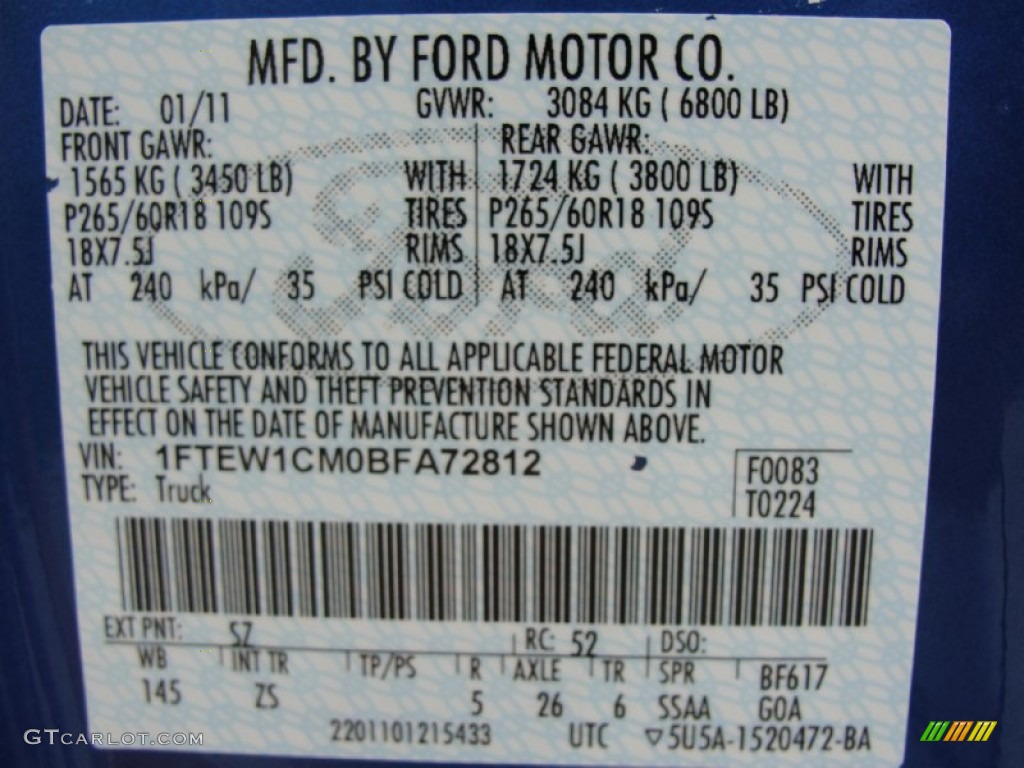 MFD. BY FORD MOTOR CO.
DATE: 01/11 GVWR: 3084 KG ( 6800 LB)
FRONT GAWR: REAR GAWR:
1565 KG ( 3450 LB) WITH 1724 KG ( 3800 LB) WITH
P265/60R18 109S TIRES P265/60R18 109S TIRES
18X7.5J RIMS 18X7.5J RIMS
AT 240 kPa/ 35 PSI COLD AT 240 kPa/ 35 PSI COLD
Ford
THIS VEHICLE CONFORMS TO ALL APPLICABLE FEDERAL MOTOR
VEHICLE SAFETY AND THEFT PREVENTION STANDARDS IN
EFFECT ON THE DATE OF MANUFACTURE SHOWN ABOVE.
VIN: 1FTEW1CM0BFA72812 F0083
TYPE: Truck T0224
EXT PNT: SZ RC: 52 DSO:
WB INT TR TP/PS R AXLE TR SPR BF617
145 ZS 5 26 6 SSAA GOA
2201101215433 UTC ▽5U5A-1520472-BA
GTCARLOT.COM